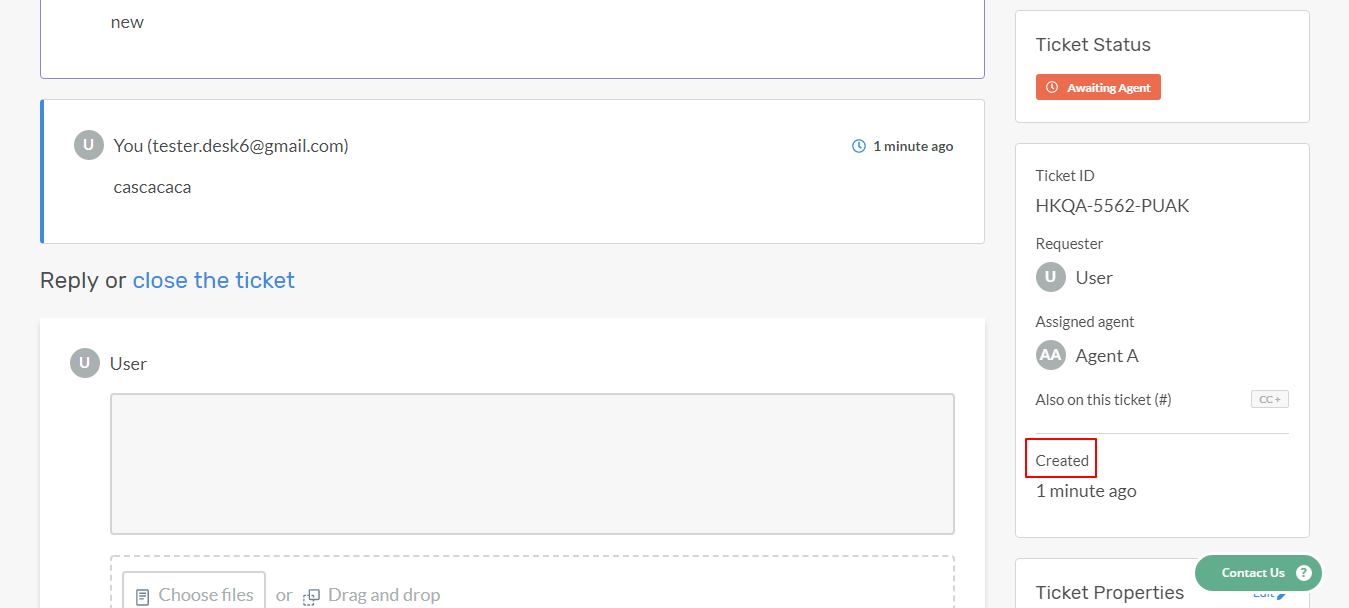 new
U You (tester.desk6@gmail.com) 1 minute ago
cascacaca
Reply or close the ticket
U User
Choose files or Drag and drop
Ticket Status
Awaiting Agent
Ticket ID
HKQA-5562-PUAK
Requester
U User
Assigned agent
AA Agent A
Also on this ticket (#) CC +
Created
1 minute ago
Ticket Properties
Edit
Contact Us ?